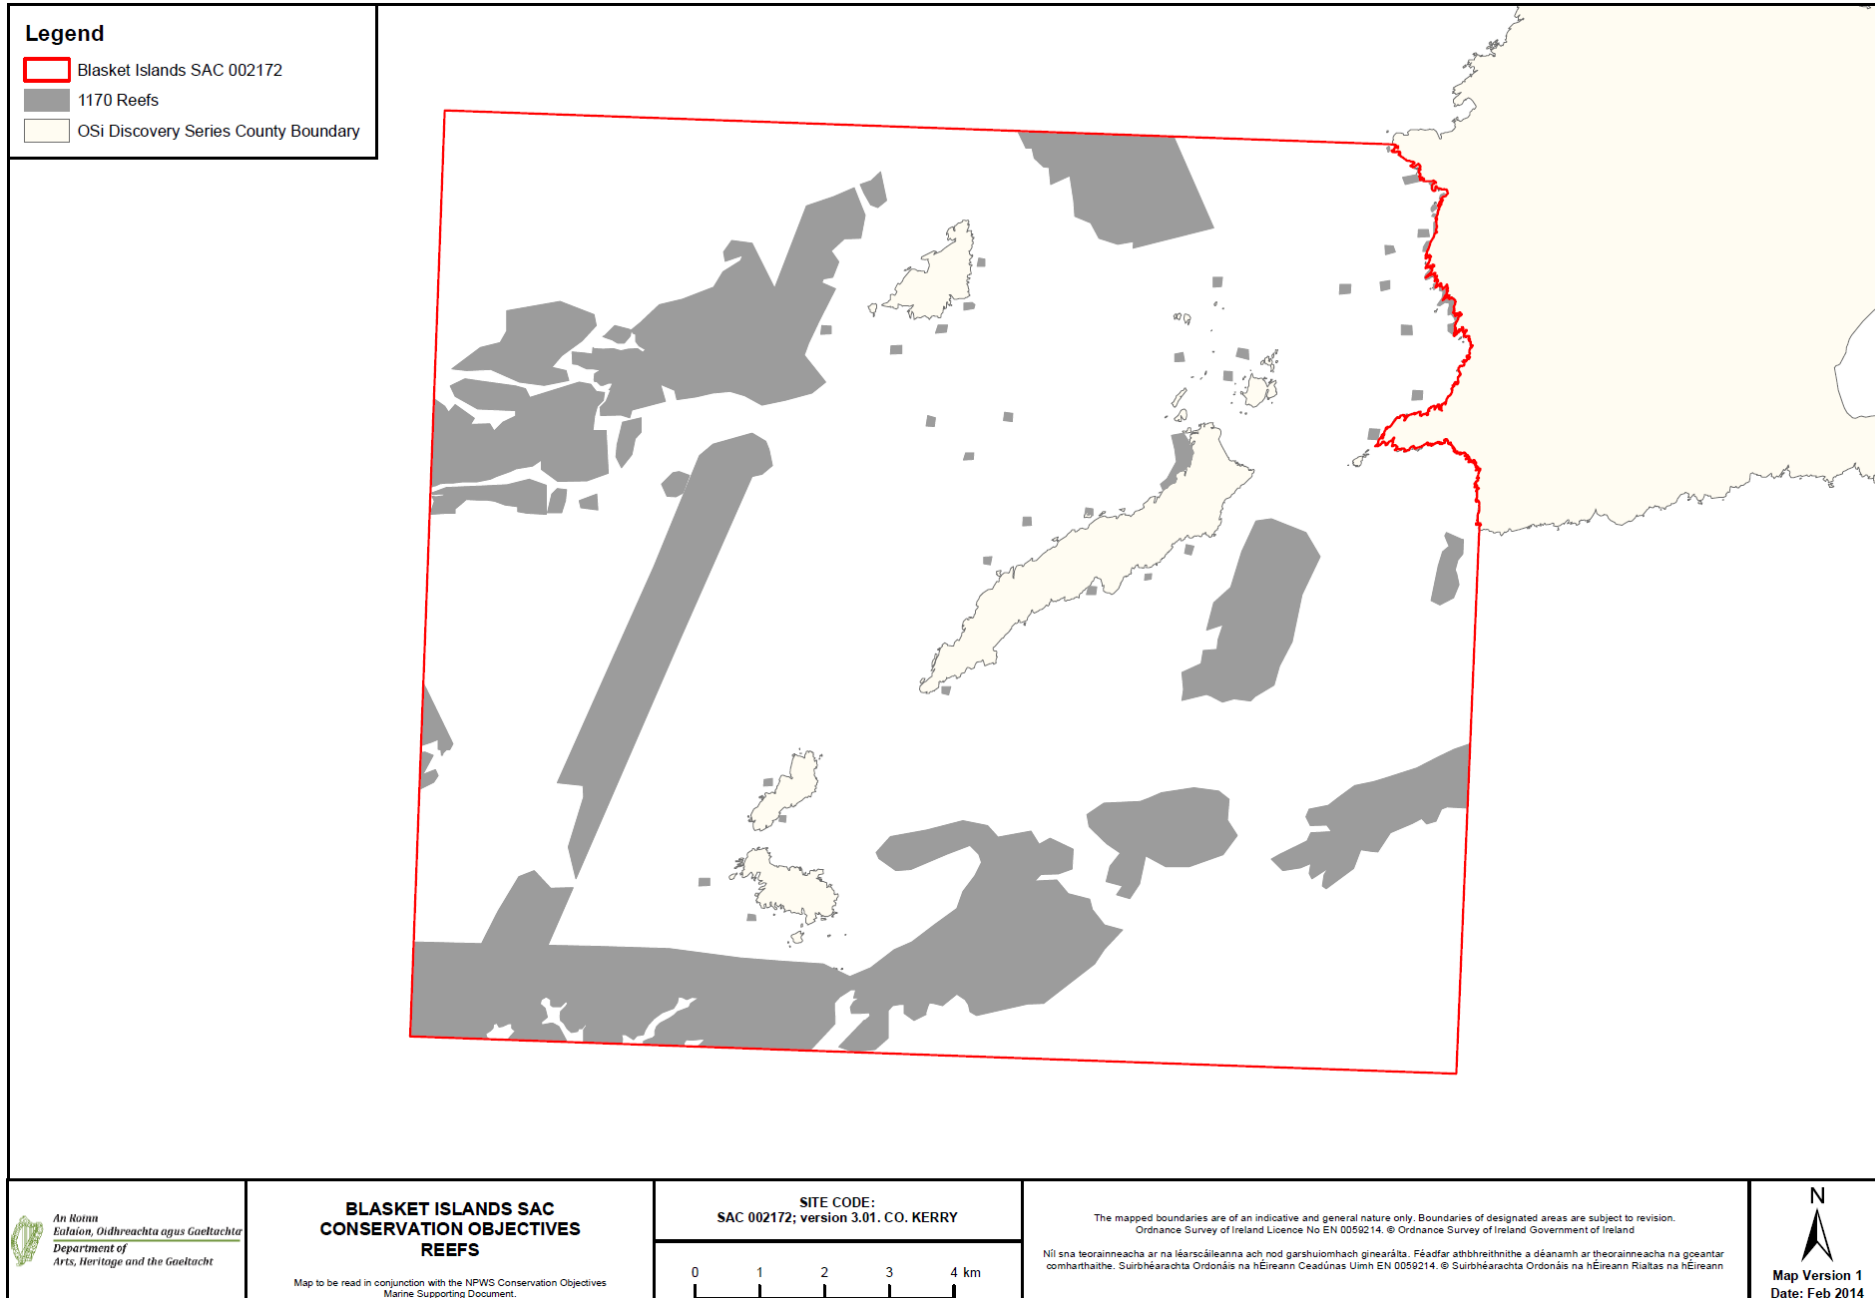 Legend
Blasket Islands SAC 002172
1170 Reefs
OSi Discovery Series County Boundary
An Roinn
Ealaíon, Oidhreachta agus Gaeltachta
Department of
Arts, Heritage and the Gaeltacht
BLASKET ISLANDS SAC
CONSERVATION OBJECTIVES
REEFS
Map to be read in conjunction with the NPWS Conservation Objectives
Marine Supporting Document.
SITE CODE:
SAC 002172; version 3.01. CO. KERRY
0 1 2 3 4 km
The mapped boundaries are of an indicative and general nature only. Boundaries of designated areas are subject to revision.
Ordnance Survey of Ireland Licence No EN 0059214. © Ordnance Survey of Ireland Government of Ireland
Níl sna teorainneacha ar na léarscáileanna ach nod garshuiomhach ginearálta. Féadfar athbhreithnithe a déanamh ar theorainneacha na gceantar
comharthaithe. Suirbhéarachta Ordonáis na hÉireann Ceadúnas Uimh EN 0059214. © Suirbhéarachta Ordonáis na hÉireann Rialtas na hÉireann
N
Map Version 1
Date: Feb 2014